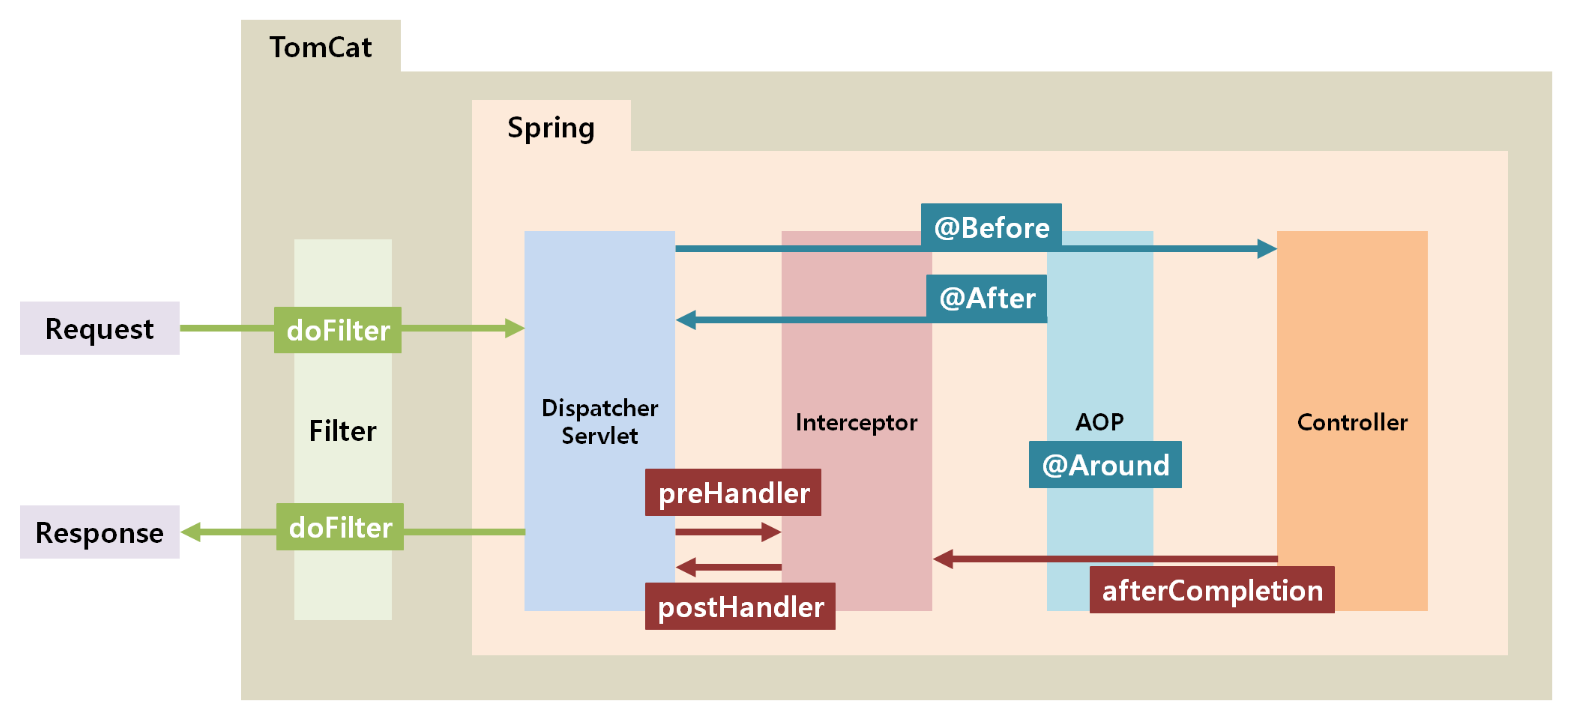 TomCat
Spring
@Before
@After
Request
doFilter
Filter
Dispatcher
Servlet
Interceptor
AOP
@Around
Controller
preHandler
Response
doFilter
postHandler
afterCompletion